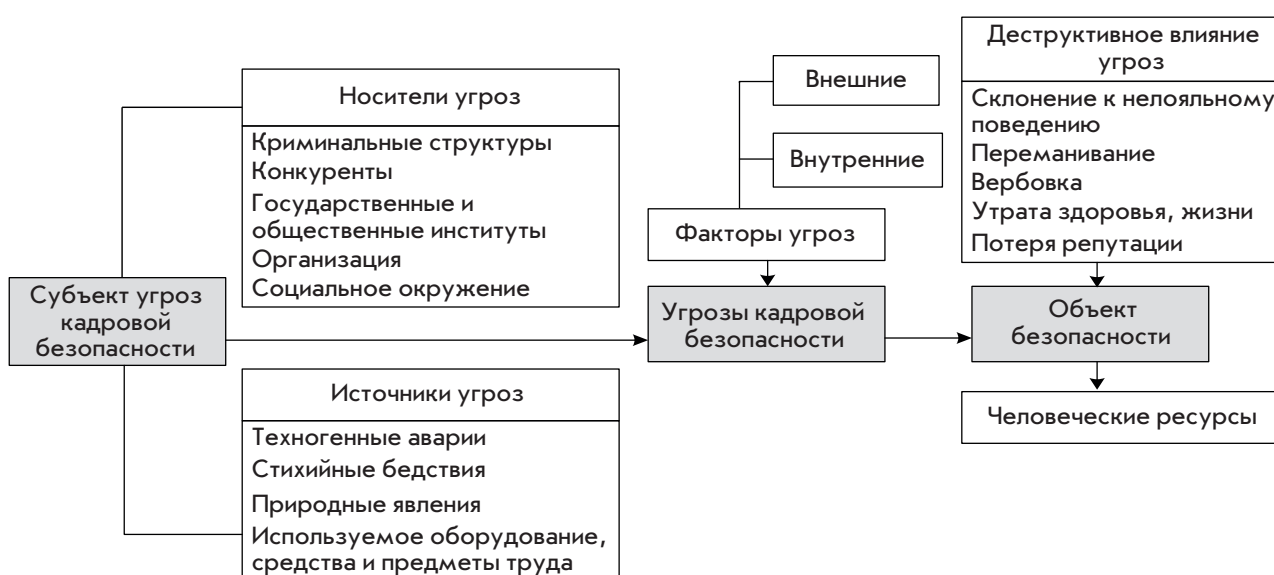 Субъект угроз
кадровой
безопасности
Носители угроз
Криминальные структуры
Конкуренты
Государственные и
общественные институты
Организация
Социальное окружение
Источники угроз
Техногенные аварии
Стихийные бедствия
Природные явления
Используемое оборудование,
средства и предметы труда
Внешние
Внутренние
Факторы угроз
Угрозы кадровой
безопасности
Деструктивное влияние
угроз
Склонение к нелояльному
поведению
Переманивание
Вербовка
Утрата здоровья, жизни
Потеря репутации
Объект
безопасности
Человеческие ресурсы